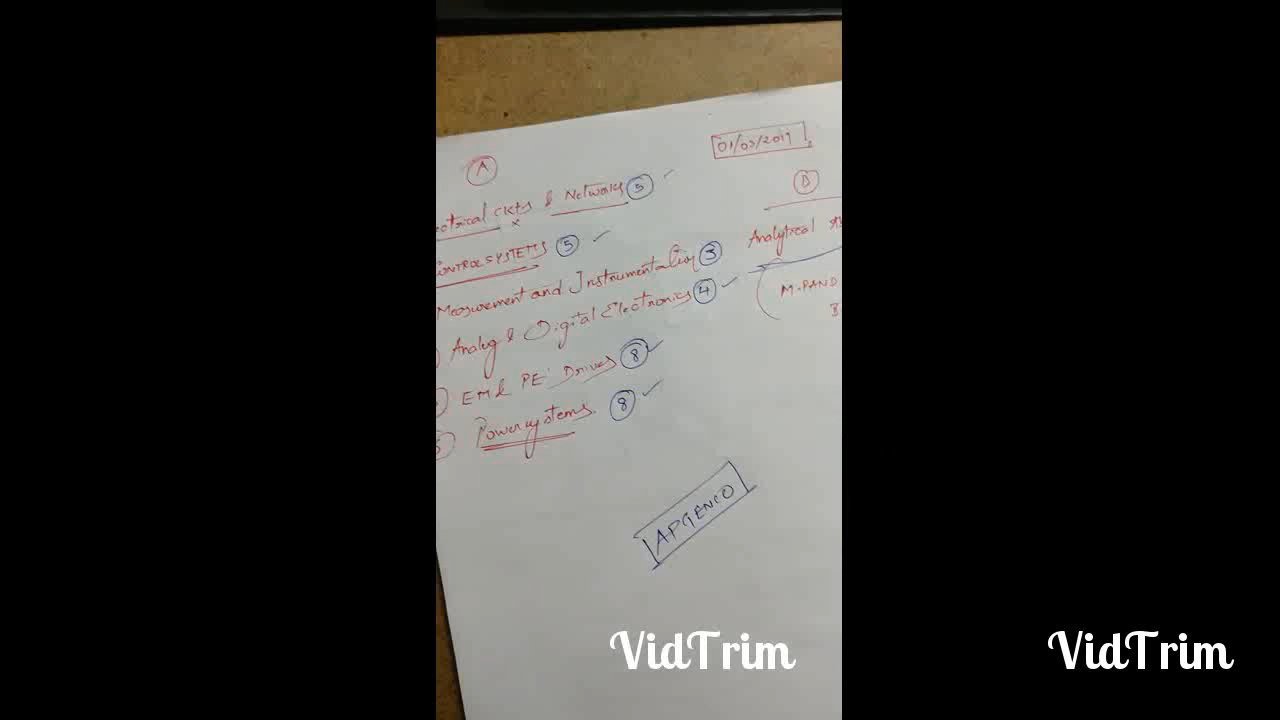 01/03/2017
A
ectrical CKts & Networks 5
CONTROL SYSTEMS 5
Measurement and Instrumentation 3
Analog & Digital Electronics 4
EM & PE Drives 8
Power systems. 8
B
Analytical
M.PAND
B
APGENCO
VidTrim
VidTrim